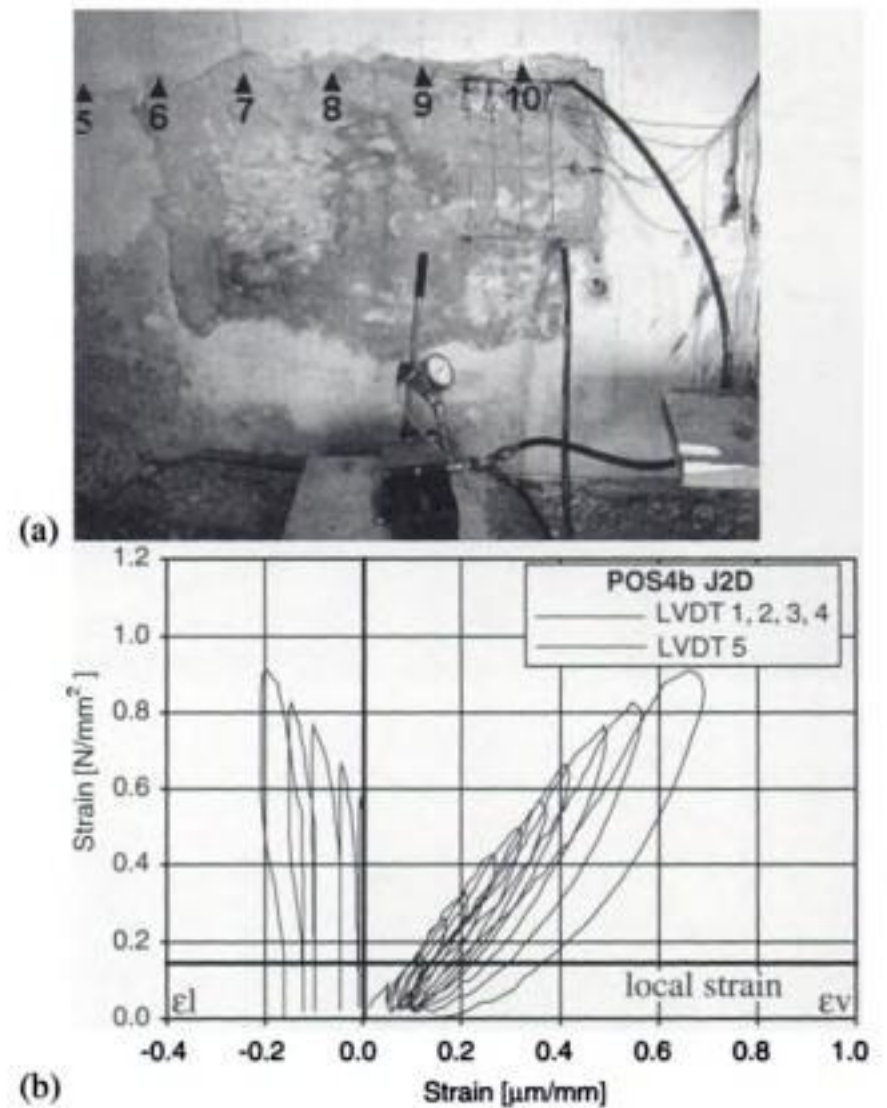 5 6 7 8 9 10
(a)
1.2
POS4b J2D
LVDT 1, 2, 3, 4
LVDT 5
1.0
0.8
0.6
0.4
0.2
0.0
Strain [N/mm²]
local strain
εl
εv
-0.4 -0.2 0.0 0.2 0.4 0.6 0.8 1.0
(b)
Strain [μm/mm]